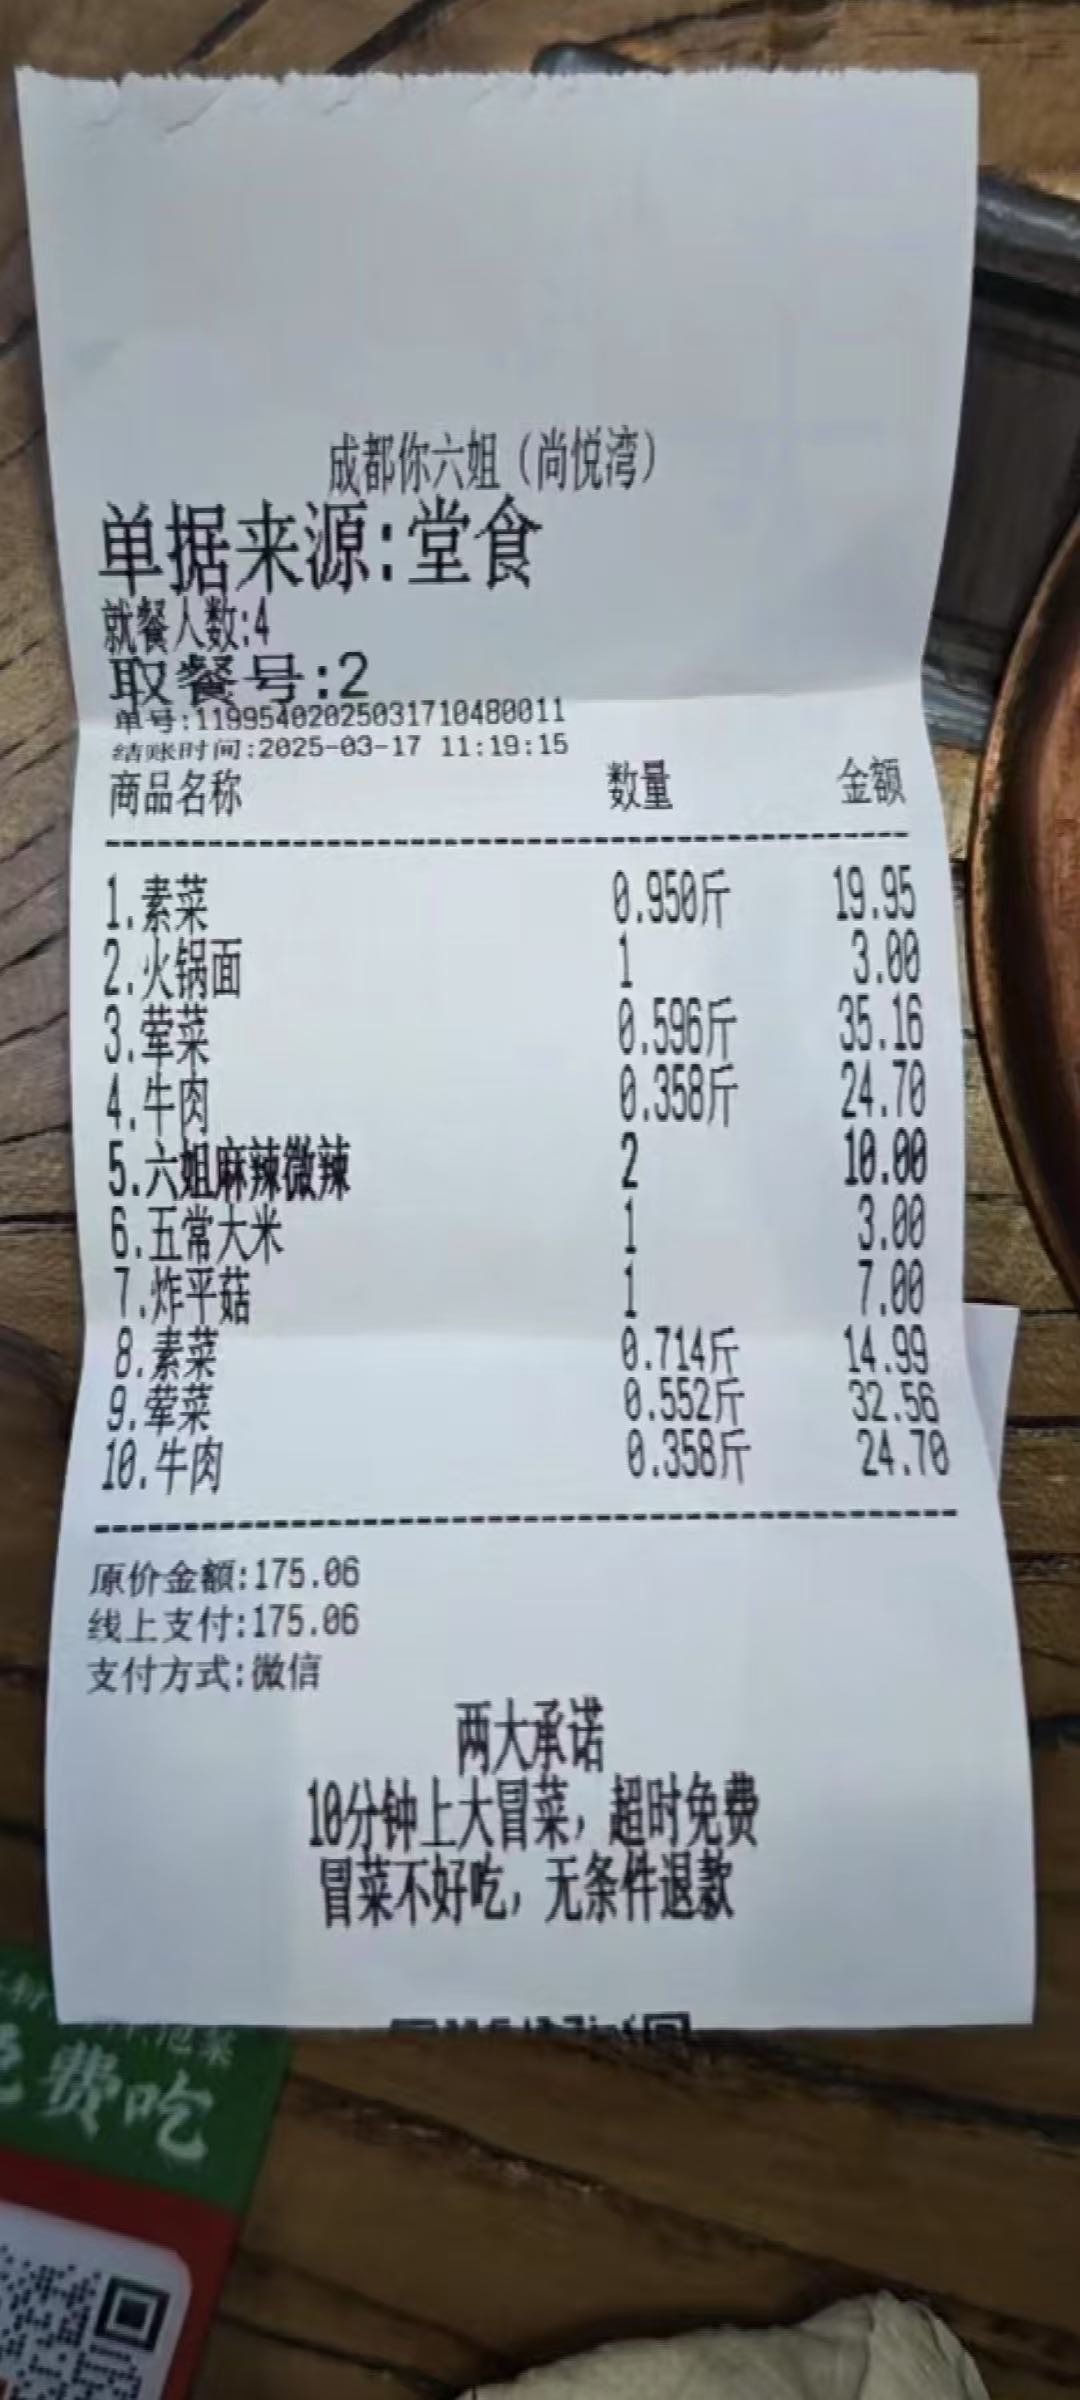 成都你六姐（尚悦湾）
单据来源:堂食
就餐人数:4
取餐号:2
单号:11995402025031710480011
结账时间:2025-03-17 11:19:15
商品名称 数量 金额
1.素菜 0.950斤 19.95
2.火锅面 1 3.00
3.荤菜 0.596斤 35.16
4.牛肉 0.358斤 24.70
5.六姐麻辣微辣 2 10.00
6.五常大米 1 3.00
7.炸平菇 1 7.00
8.素菜 0.714斤 14.99
9.荤菜 0.552斤 32.56
10.牛肉 0.358斤 24.70
原价金额:175.06
线上支付:175.06
支付方式:微信
两大承诺
10分钟上大冒菜，超时免费
冒菜不好吃，无条件退款
泡菜
免费吃